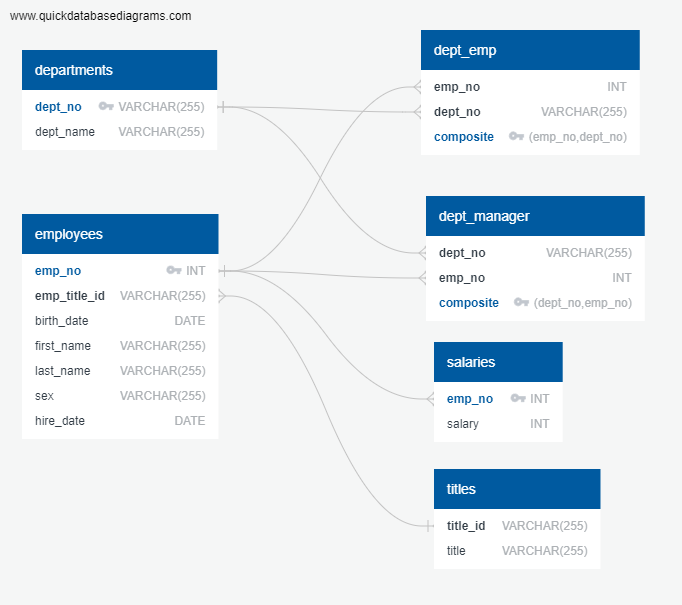 www.quickdatabasediagrams.com
departments
dept_no VARCHAR(255)
dept_name VARCHAR(255)
employees
emp_no INT
emp_title_id VARCHAR(255)
birth_date DATE
first_name VARCHAR(255)
last_name VARCHAR(255)
sex VARCHAR(255)
hire_date DATE
dept_emp
emp_no INT
dept_no VARCHAR(255)
composite (emp_no,dept_no)
dept_manager
dept_no VARCHAR(255)
emp_no INT
composite (dept_no,emp_no)
salaries
emp_no INT
salary INT
titles
title_id VARCHAR(255)
title VARCHAR(255)